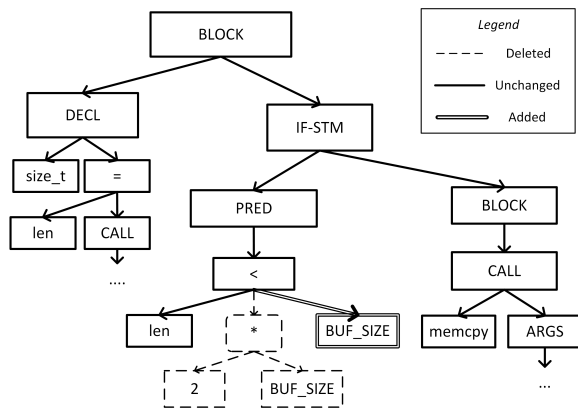 BLOCK
Legend
Deleted
Unchanged
Added
DECL
IF-STM
size_t
=
PRED
BLOCK
len
CALL
....
<
CALL
len
*
BUF_SIZE
memcpy
ARGS
2
BUF_SIZE
...